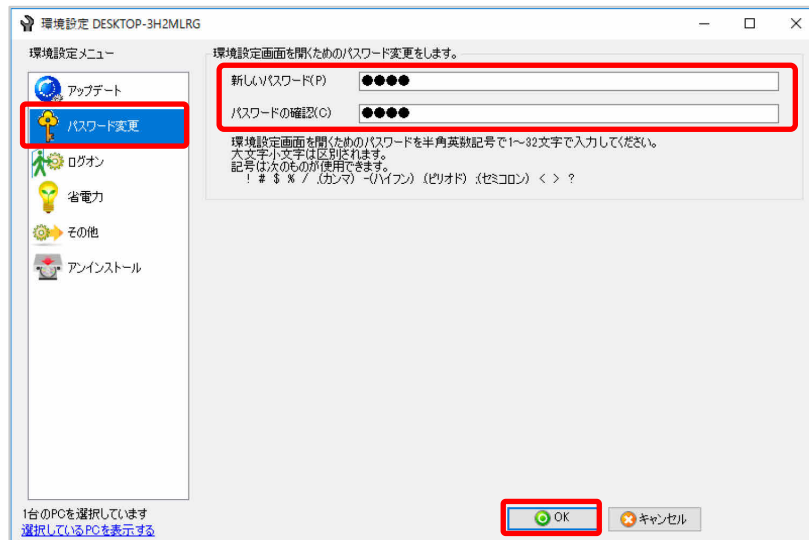 環境設定 DESKTOP-3H2MLRG
環境設定メニュー
アップデート
パスワード変更
ログオン
省電力
その他
アンインストール
環境設定画面を開くためのパスワード変更をします。
新しいパスワード(P) ●●●●
パスワードの確認(C) ●●●●
環境設定画面を開くためのパスワードを半角英数記号で1～32文字で入力してください。
大文字小文字は区別されます。
記号は次のものが使用できます。
! # $ % / ,(カンマ) -(ハイフン) .(ピリオド) ;(セミコロン) < > ?
1台のPCを選択しています
選択しているPCを表示する
OK キャンセル